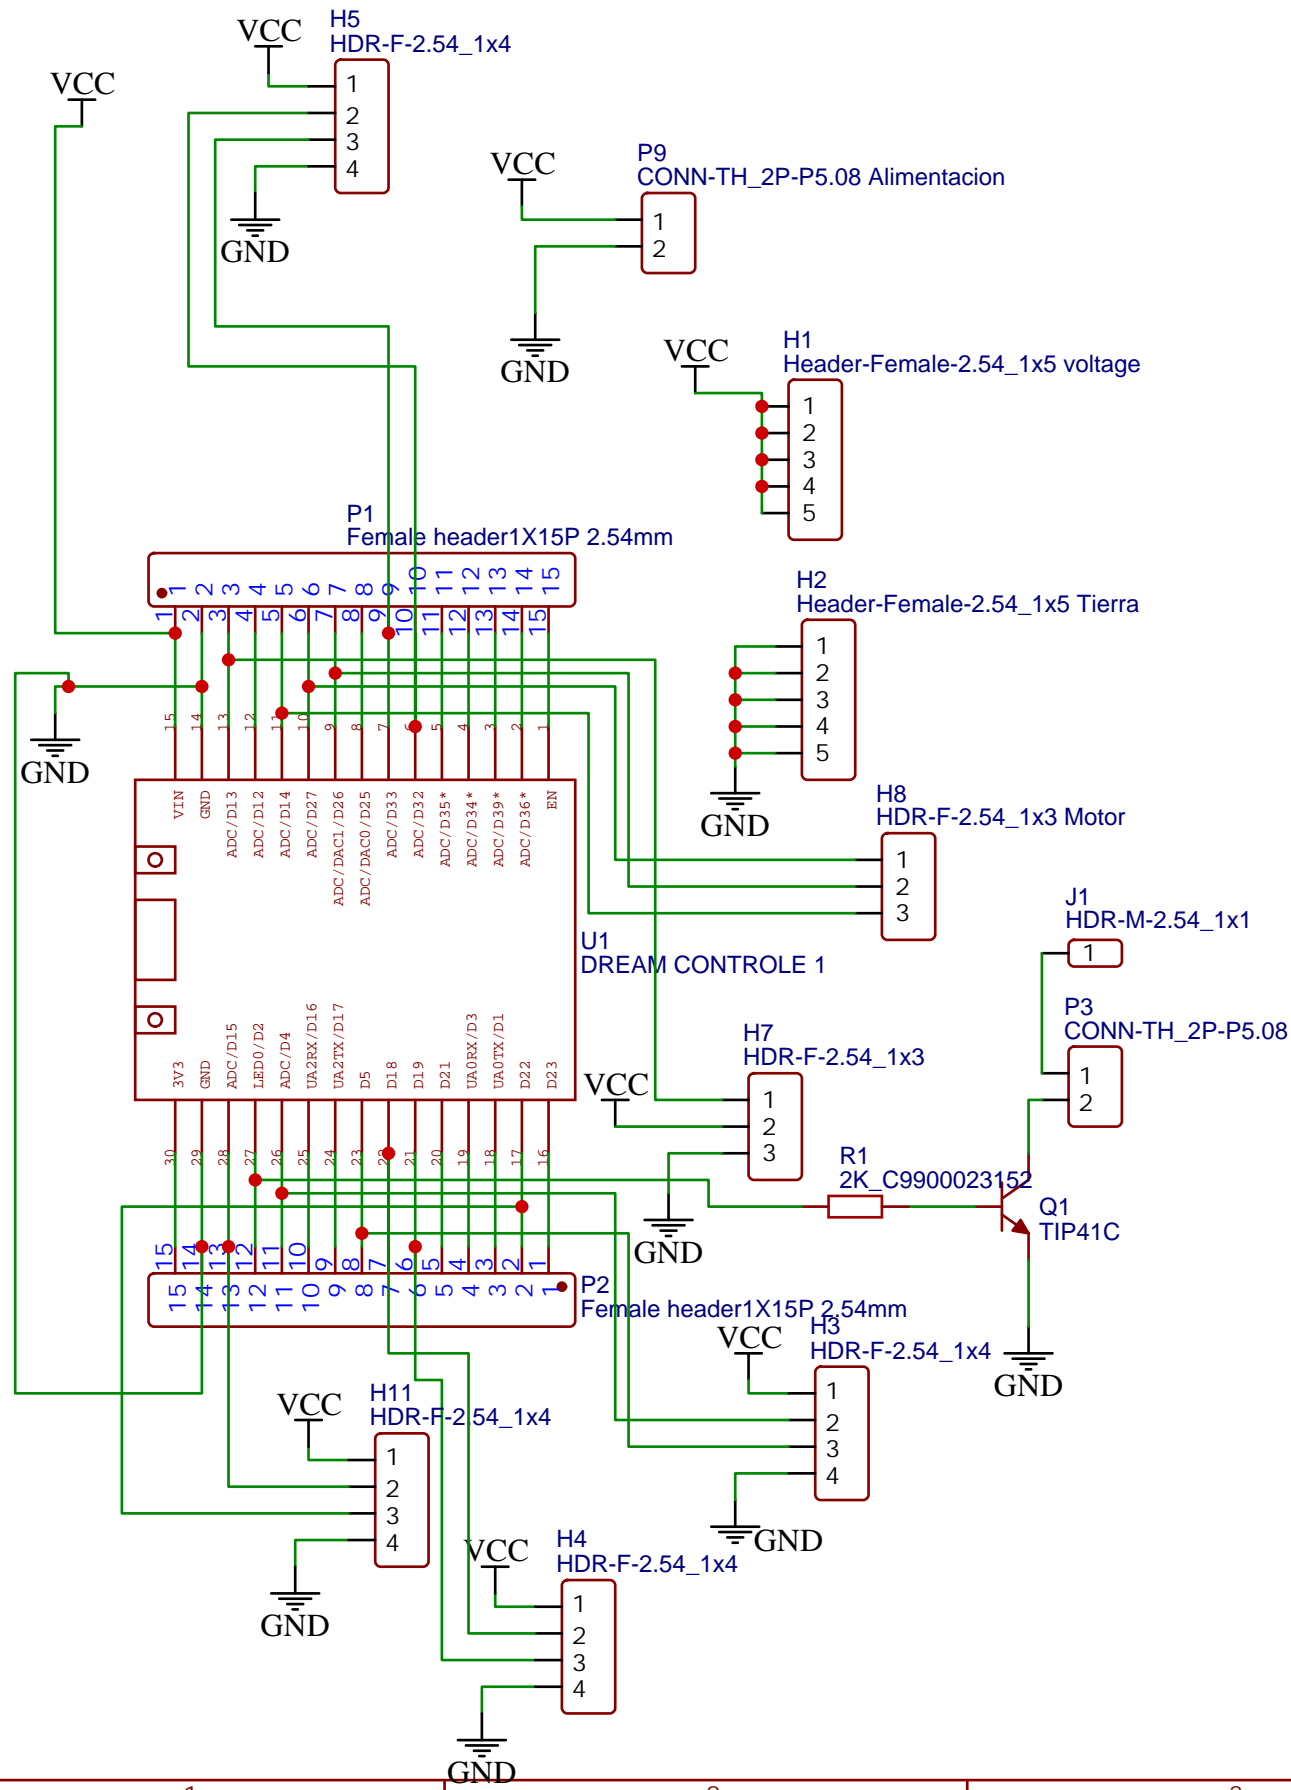 H5
HDR-F-2.54_1x4
VCC
1
2
3
4
GND
VCC
P9
CONN-TH_2P-P5.08 Alimentacion
VCC
1
2
GND
H1
Header-Female-2.54_1x5 voltage
VCC
1
2
3
4
5
P1
Female header1X15P 2.54mm
1 2 3 4 5 6 7 8 9 10 11 12 13 14 15
1 2 3 4 5 6 7 8 9 10 11 12 13 14 15
H2
Header-Female-2.54_1x5 Tierra
1
2
3
4
5
GND
GND
15 14 13 12 11 10 9 8 7 6 5 4 3 2 1
VIN GND ADC/D13 ADC/D12 ADC/D14 ADC/D27 ADC/DAC1/D26 ADC/DAC0/D25 ADC/D33 ADC/D32 ADC/D35* ADC/D34* ADC/D39* ADC/D36* EN
H8
HDR-F-2.54_1x3 Motor
1
2
3
U1
DREAM CONTROLE 1
J1
HDR-M-2.54_1x1
1
P3
CONN-TH_2P-P5.08
1
2
3V3 GND ADC/D15 LED0/D2 ADC/D4 UA2RX/D16 UA2TX/D17 D5 D18 D19 D21 UA0RX/D3 UA0TX/D1 D22 D23
30 29 28 27 26 25 24 23 22 21 20 19 18 17 16
H7
HDR-F-2.54_1x3
VCC
1
2
3
GND
R1
2K_C9900023152
Q1
TIP41C
GND
15 14 13 12 11 10 9 8 7 6 5 4 3 2 1
15 14 13 12 11 10 9 8 7 6 5 4 3 2 1
P2
Female header1X15P 2.54mm
H3
HDR-F-2.54_1x4
VCC
1
2
3
4
GND
H11
HDR-F-2.54_1x4
VCC
1
2
3
4
GND
H4
HDR-F-2.54_1x4
VCC
1
2
3
4
GND